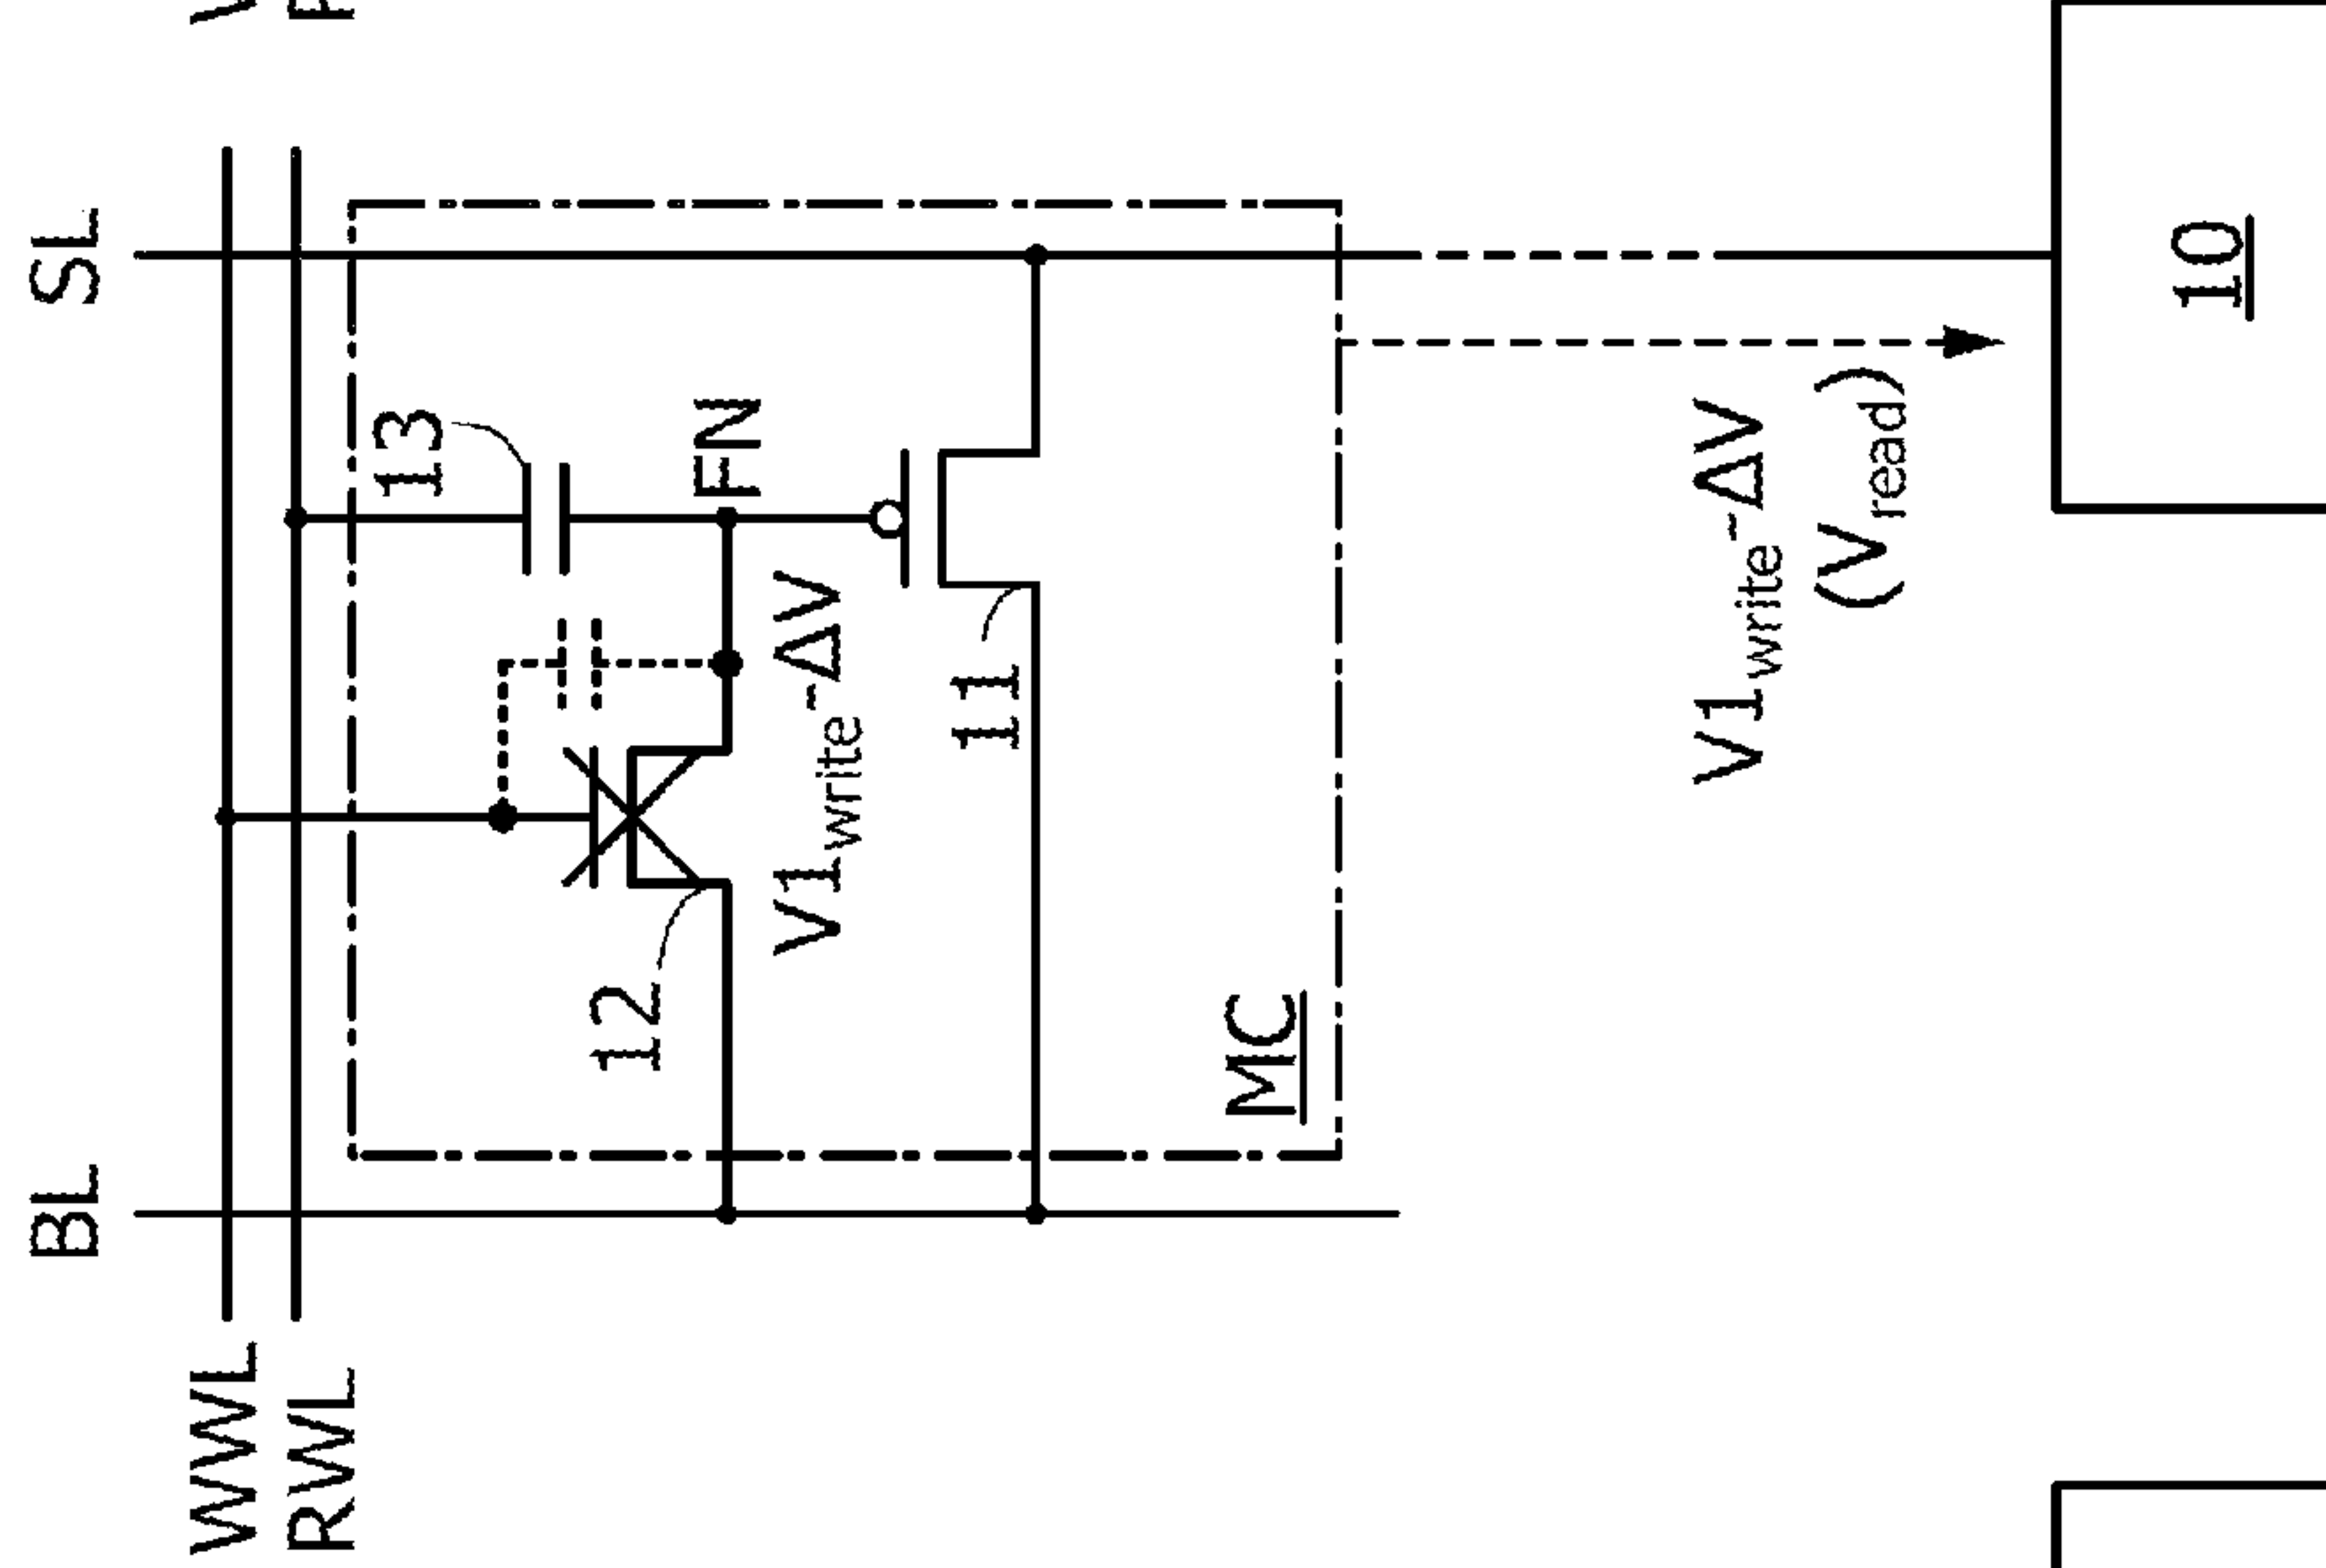 BL
SL
WWL
RWL
13
FN
12
V1write-ΔV
11
MC
V1write-ΔV
(Vread)
10